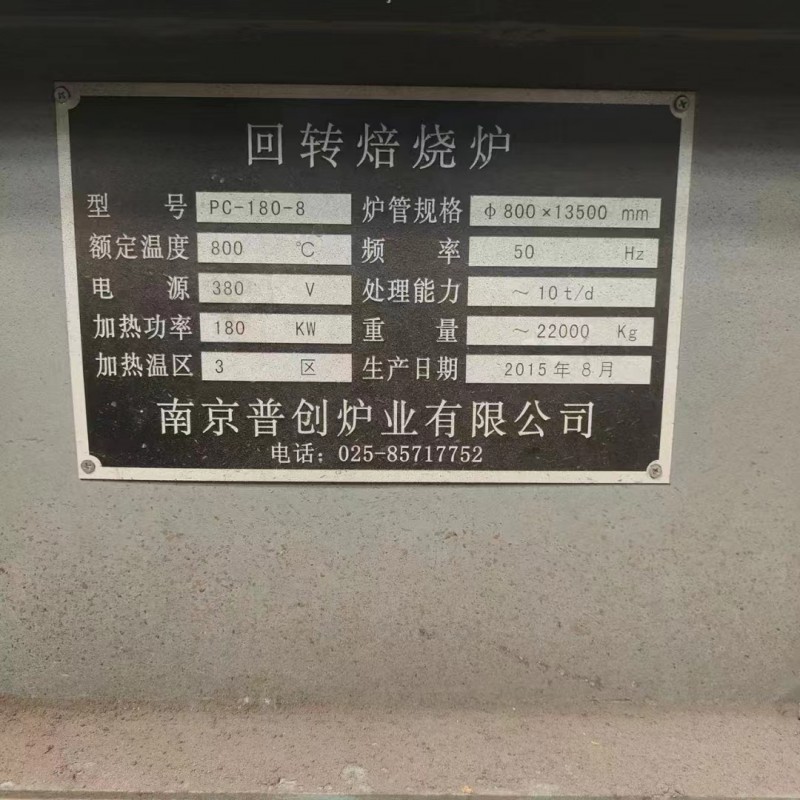 回转焙烧炉
型号 PC-180-8 炉管规格 φ800×13500 mm
额定温度 800 ℃ 频率 50 Hz
电源 380 V 处理能力 ~10t/d
加热功率 180 KW 重量 ~22000 Kg
加热温区 3 区 生产日期 2015年8月
南京普创炉业有限公司
电话：025-85717752